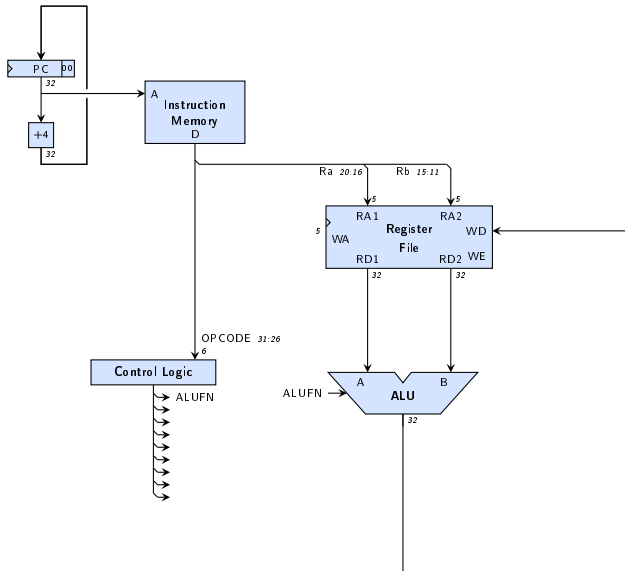 PC 00
32
A
Instruction
Memory
D
+4
32
Ra 20:16 Rb 15:11
5 5
RA1 RA2
5 WA Register WD
File
RD1 RD2 WE
32 32
OPCODE 31:26
6
Control Logic
ALUFN
A B
ALUFN ALU
32